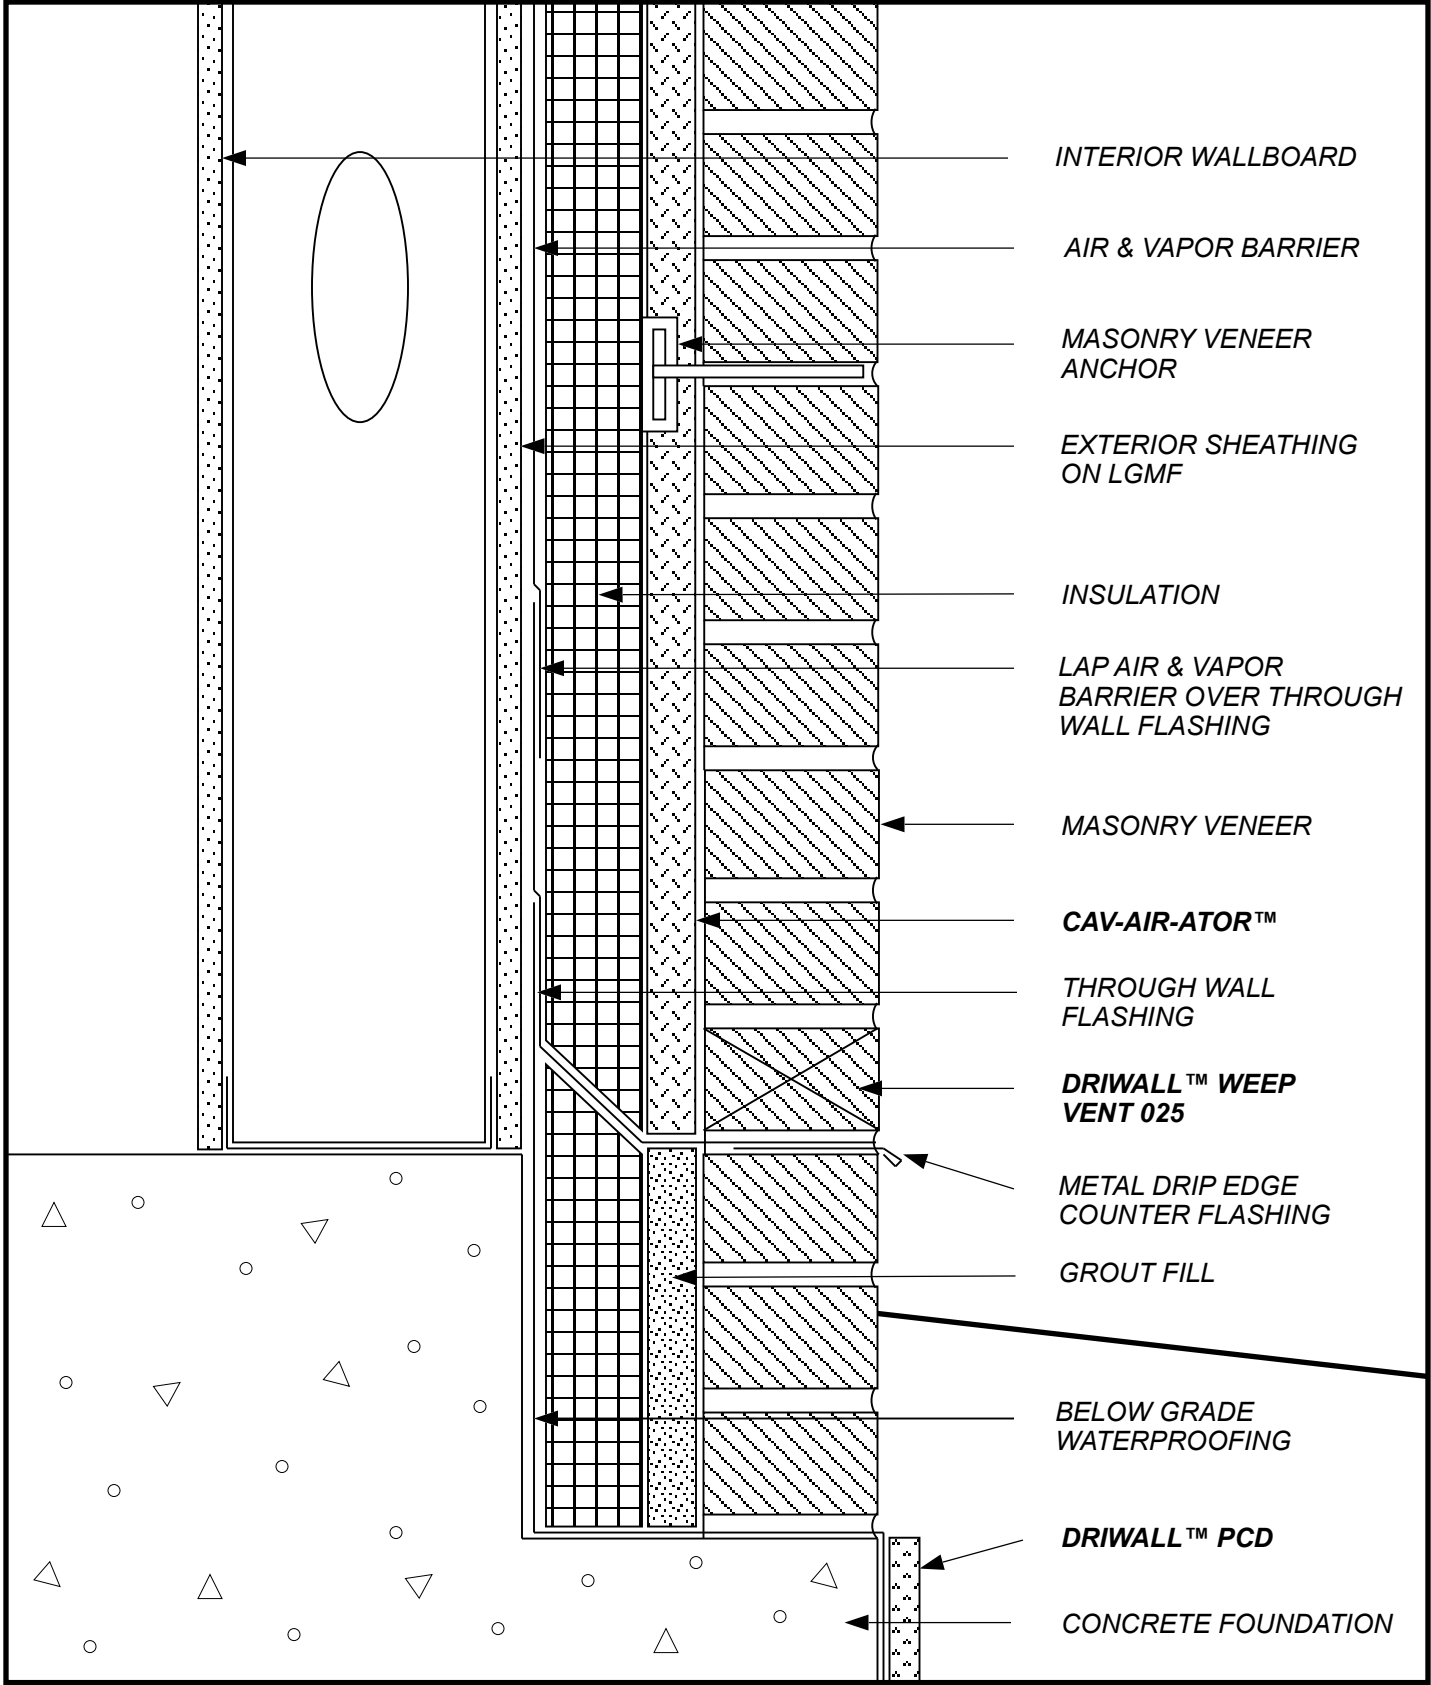 INTERIOR WALLBOARD
AIR & VAPOR BARRIER
MASONRY VENEER
ANCHOR
EXTERIOR SHEATHING
ON LGMF
INSULATION
LAP AIR & VAPOR
BARRIER OVER THROUGH
WALL FLASHING
MASONRY VENEER
CAV-AIR-ATOR™
THROUGH WALL
FLASHING
DRIWALL™ WEEP
VENT 025
METAL DRIP EDGE
COUNTER FLASHING
GROUT FILL
BELOW GRADE
WATERPROOFING
DRIWALL™ PCD
CONCRETE FOUNDATION